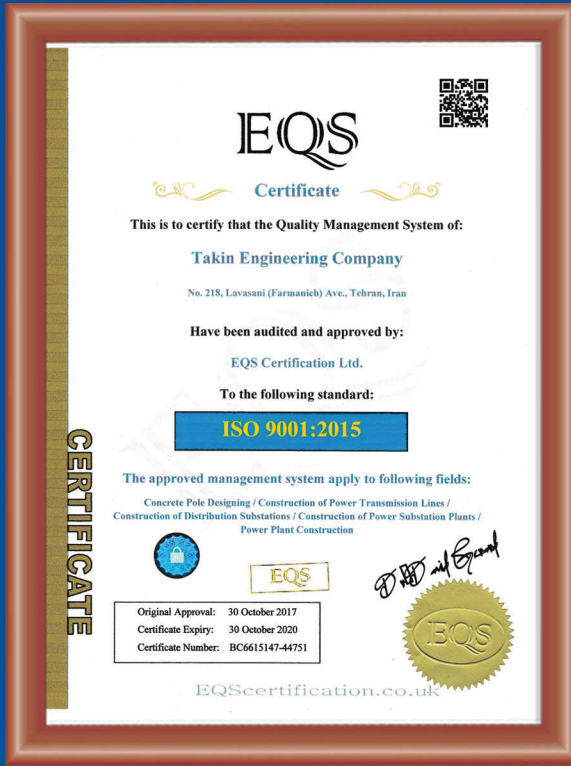 EQS
Certificate
This is to certify that the Quality Management System of:
Takin Engineering Company
No. 218, Lavasani (Farmanieh) Ave., Tehran, Iran
Have been audited and approved by:
EQS Certification Ltd.
To the following standard:
ISO 9001:2015
CERTIFICATE
The approved management system apply to following fields:
Concrete Pole Designing / Construction of Power Transmission Lines /
Construction of Distribution Substations / Construction of Power Substation Plants /
Power Plant Construction
EQS
Original Approval: 30 October 2017
Certificate Expiry: 30 October 2020
Certificate Number: BC6615147-44751
EQS
EQScertification.co.uk